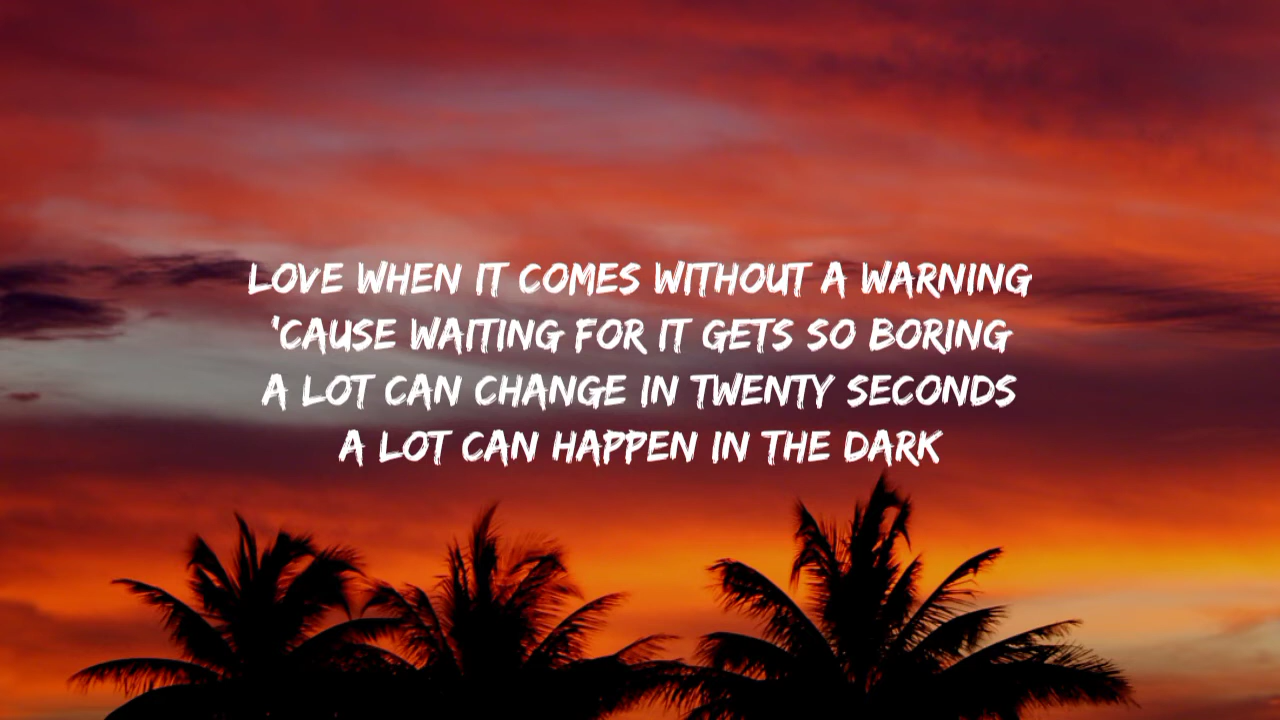 LOVE WHEN IT COMES WITHOUT A WARNING
'CAUSE WAITING FOR IT GETS SO BORING
A LOT CAN CHANGE IN TWENTY SECONDS
A LOT CAN HAPPEN IN THE DARK